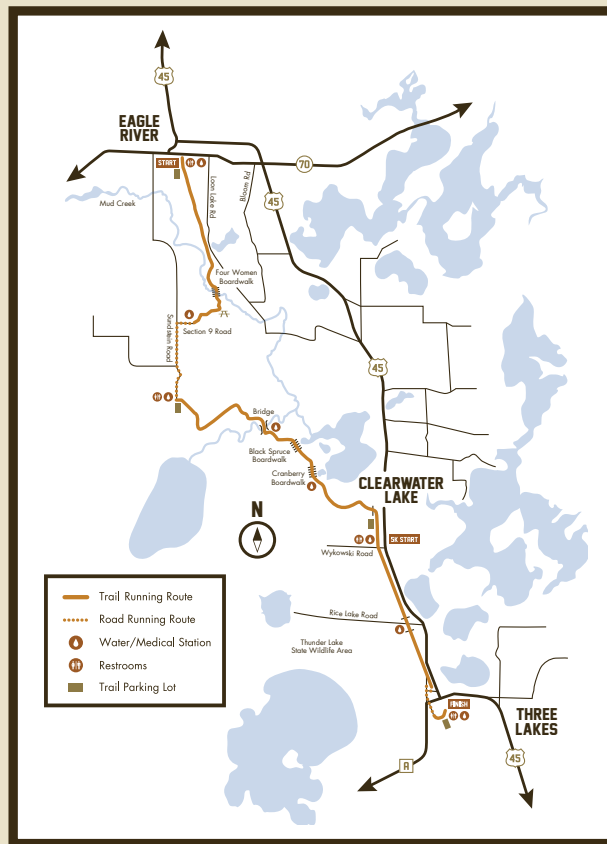 45
EAGLE
RIVER
START
70
Loon Lake Rd
Bloom Rd
Mud Creek
45
Four Women
Boardwalk
Sundstein Road
Section 9 Road
45
Bridge
Black Spruce
Boardwalk
Cranberry
Boardwalk
CLEARWATER
LAKE
N
5K START
Wykowski Road
Trail Running Route
Road Running Route
Water/Medical Station
Restrooms
Trail Parking Lot
Rice Lake Road
Thunder Lake
State Wildlife Area
FINISH
THREE
LAKES
45
A